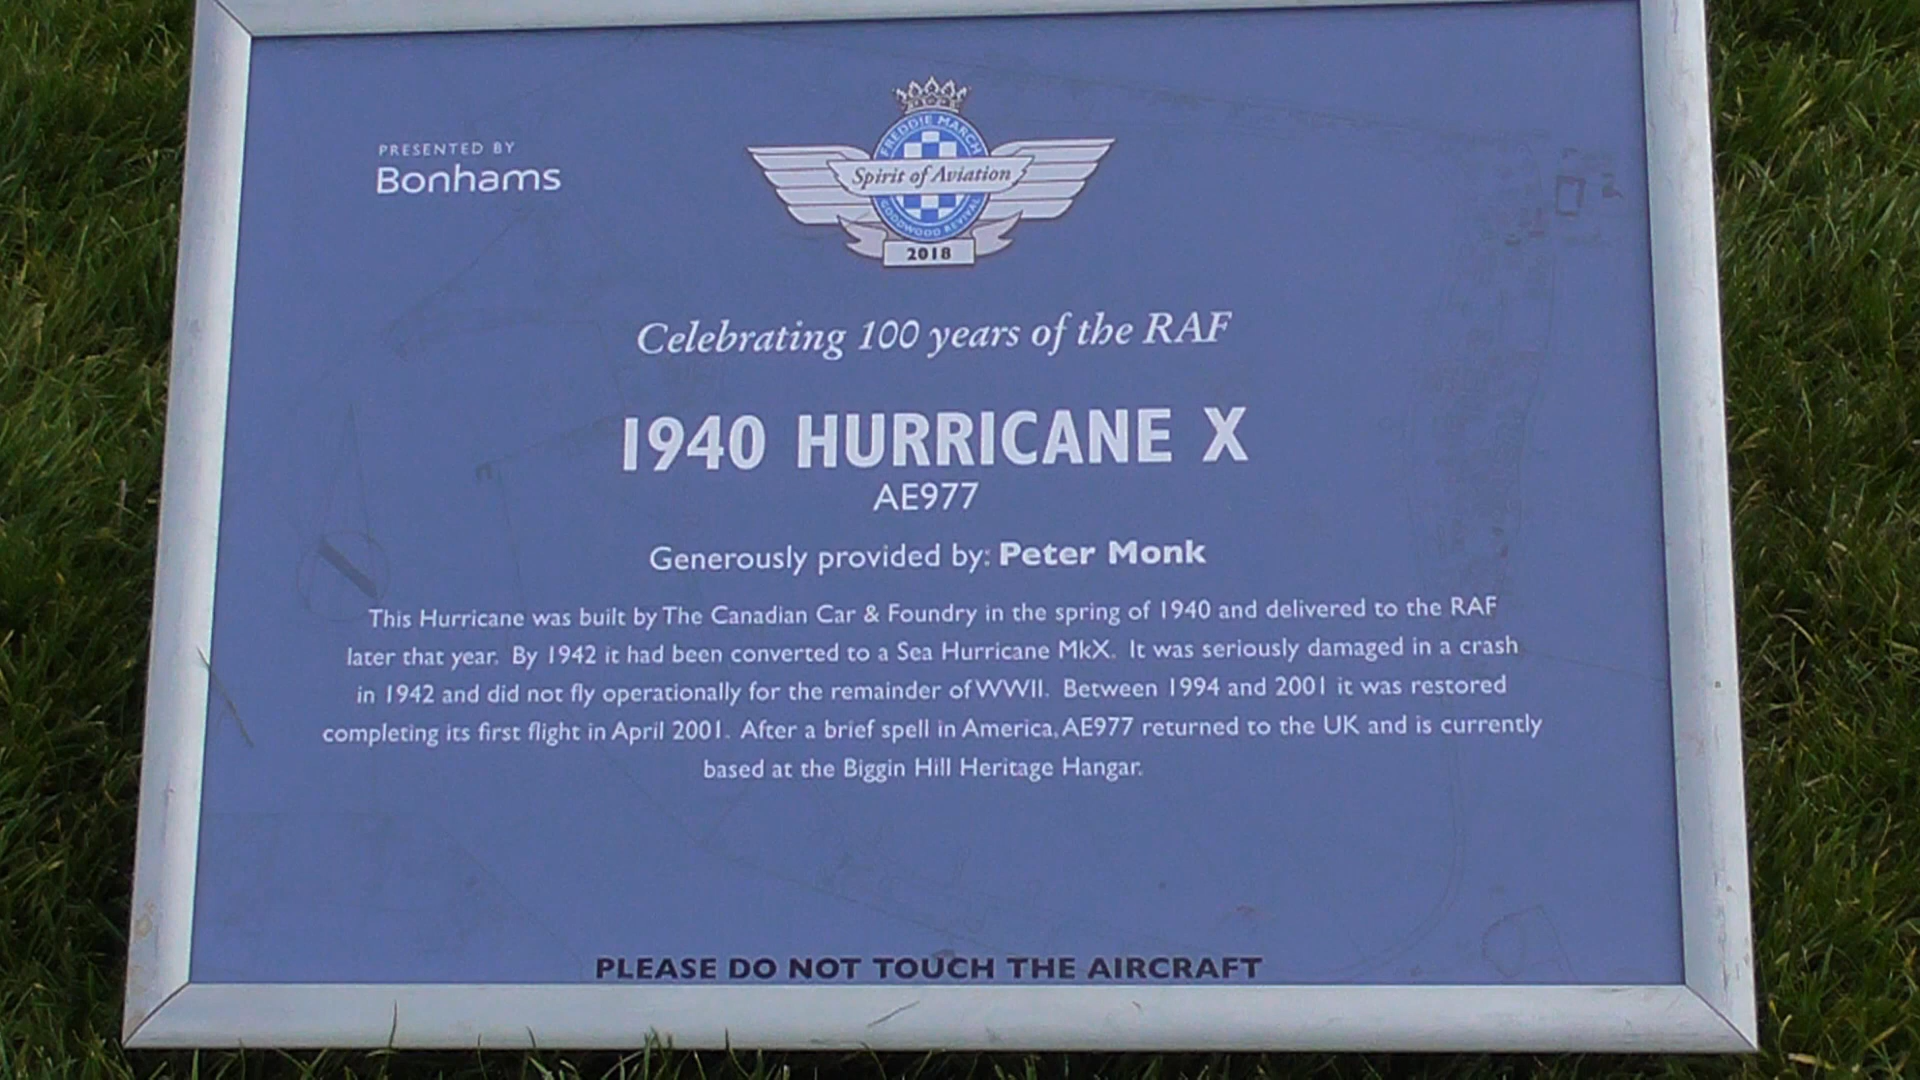 PRESENTED BY
Bonhams
FREDDIE MARCH
Spirit of Aviation
GOODWOOD REVIVAL
2018
Celebrating 100 years of the RAF
1940 HURRICANE X
AE977
Generously provided by: Peter Monk
This Hurricane was built by The Canadian Car & Foundry in the spring of 1940 and delivered to the RAF
later that year. By 1942 it had been converted to a Sea Hurricane MkX. It was seriously damaged in a crash
in 1942 and did not fly operationally for the remainder of WWII. Between 1994 and 2001 it was restored
completing its first flight in April 2001. After a brief spell in America, AE977 returned to the UK and is currently
based at the Biggin Hill Heritage Hangar.
PLEASE DO NOT TOUCH THE AIRCRAFT